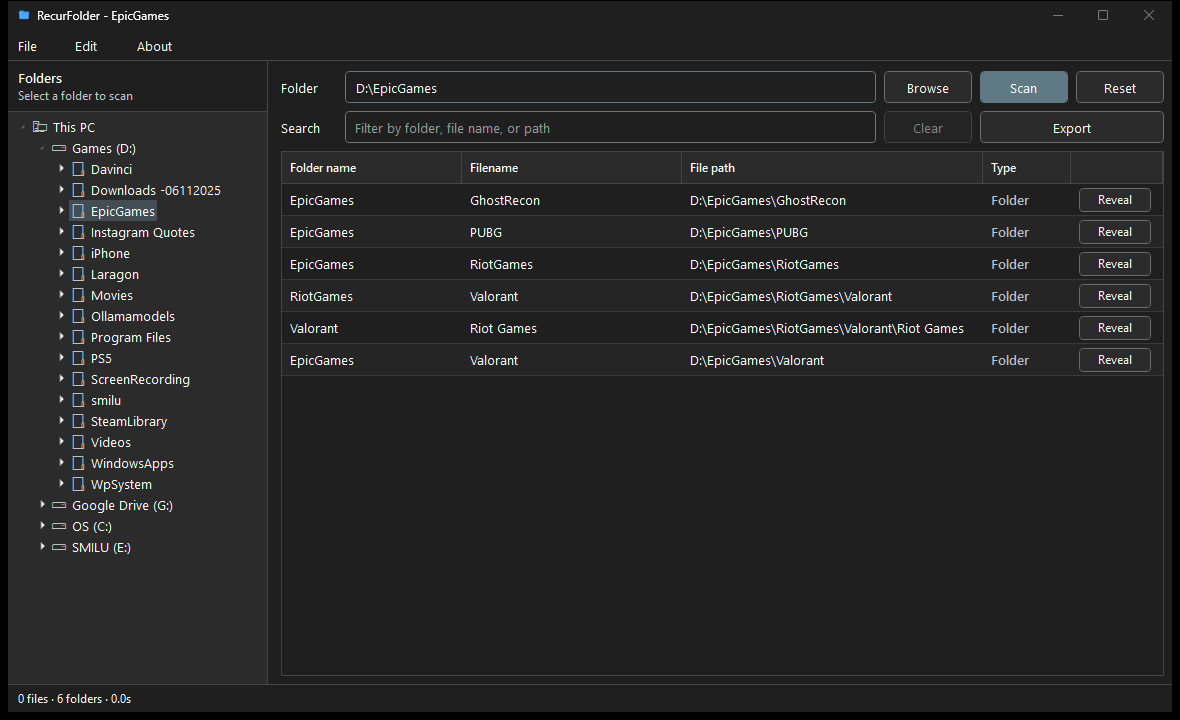 RecurFolder - EpicGames
File Edit About
Folders
Select a folder to scan
This PC
Games (D:)
Davinci
Downloads -06112025
EpicGames
Instagram Quotes
iPhone
Laragon
Movies
Ollamamodels
Program Files
PS5
ScreenRecording
smilu
SteamLibrary
Videos
WindowsApps
WpSystem
Google Drive (G:)
OS (C:)
SMILU (E:)
Folder D:\EpicGames Browse Scan Reset
Search Filter by folder, file name, or path Clear Export
Folder name Filename File path Type
EpicGames GhostRecon D:\EpicGames\GhostRecon Folder Reveal
EpicGames PUBG D:\EpicGames\PUBG Folder Reveal
EpicGames RiotGames D:\EpicGames\RiotGames Folder Reveal
RiotGames Valorant D:\EpicGames\RiotGames\Valorant Folder Reveal
Valorant Riot Games D:\EpicGames\RiotGames\Valorant\Riot Games Folder Reveal
EpicGames Valorant D:\EpicGames\Valorant Folder Reveal
0 files · 6 folders · 0.0s